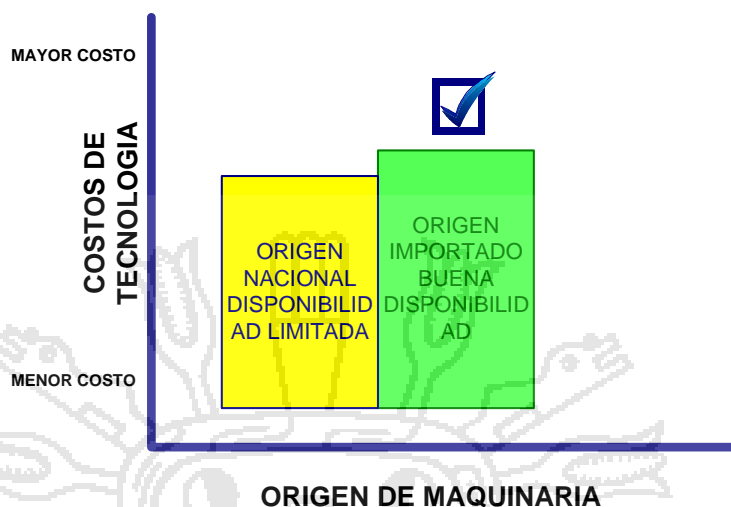 MAYOR COSTO
COSTOS DE
TECNOLOGIA
MENOR COSTO
ORIGEN
NACIONAL
DISPONIBILID
AD LIMITADA
ORIGEN
IMPORTADO
BUENA
DISPONIBILID
AD
ORIGEN DE MAQUINARIA